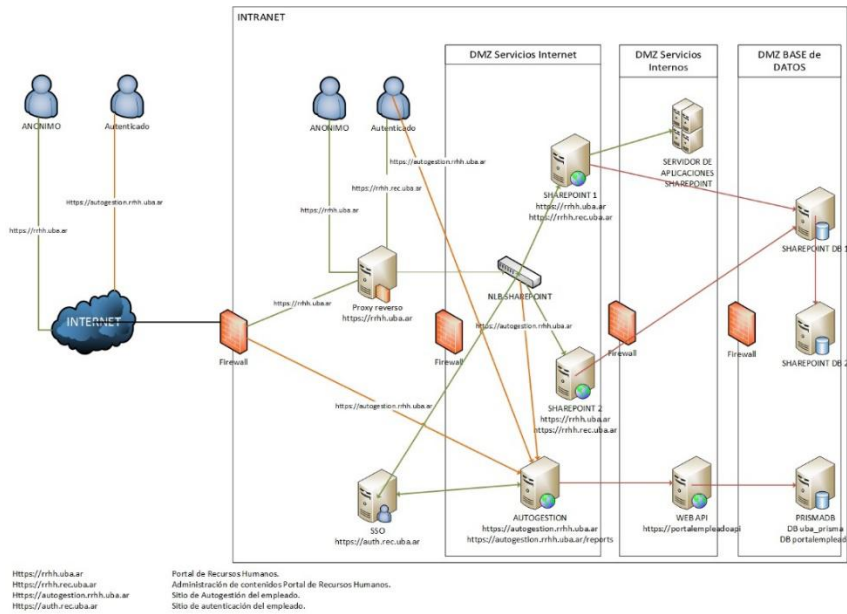 INTRANET
DMZ Servicios Internet
DMZ Servicios
Internos
DMZ BASE de
DATOS
ANONIMO
Autenticado
ANONIMO
Autenticado
https://autogestion.rrhh.uba.ar
SERVIDOR DE
APLICACIONES
SHAREPOINT
SHAREPOINT 1
https://rrhh.uba.ar
https://rrhh.rec.uba.ar
https://rrhh.uba.ar
https://autogestion.rrhh.uba.ar
https://rrhh.uba.ar
https://rrhh.rec.uba.ar
SHAREPOINT DB 1
NLB SHAREPOINT
Proxy reverso
https://rrhh.uba.ar
https://rrhh.uba.ar
INTERNET
https://autogestion.rrhh.uba.ar
Firewall
Firewall
Firewall
Firewall
SHAREPOINT DB 2
SHAREPOINT 2
https://rrhh.uba.ar
https://rrhh.rec.uba.ar
https://autogestion.rrhh.uba.ar
SSO
https://auth.rec.uba.ar
AUTOGESTION
https://autogestion.rrhh.uba.ar
https://autogestion.rrhh.uba.ar/reports
WEB API
https://portalempleadoapi
PRISMADB
DB uba_prisma
DB portalemplead
Https://rrhh.uba.ar Portal de Recursos Humanos.
Https://rrhh.rec.uba.ar Administración de contenidos Portal de Recursos Humanos.
Https://autogestion.rrhh.uba.ar Sitio de Autogestión del empleado.
Https://auth.rec.uba.ar Sitio de autenticación del empleado.